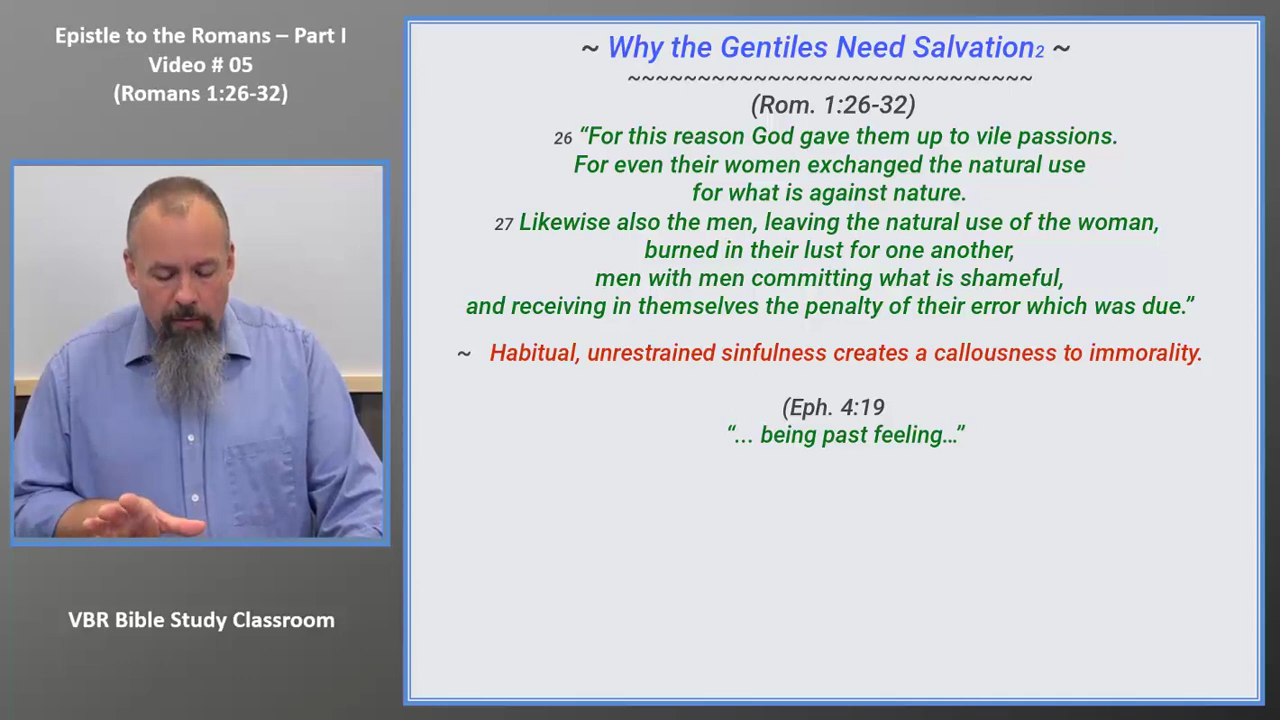 Epistle to the Romans – Part I
Video # 05
(Romans 1:26-32)
VBR Bible Study Classroom
~ Why the Gentiles Need Salvation2 ~
~~~~~~~~~~~~~~~~~~~~~~~~~~~~~
(Rom. 1:26-32)
26 “For this reason God gave them up to vile passions.
For even their women exchanged the natural use
for what is against nature.
27 Likewise also the men, leaving the natural use of the woman,
burned in their lust for one another,
men with men committing what is shameful,
and receiving in themselves the penalty of their error which was due.”
~ Habitual, unrestrained sinfulness creates a callousness to immorality.
(Eph. 4:19
“... being past feeling…”